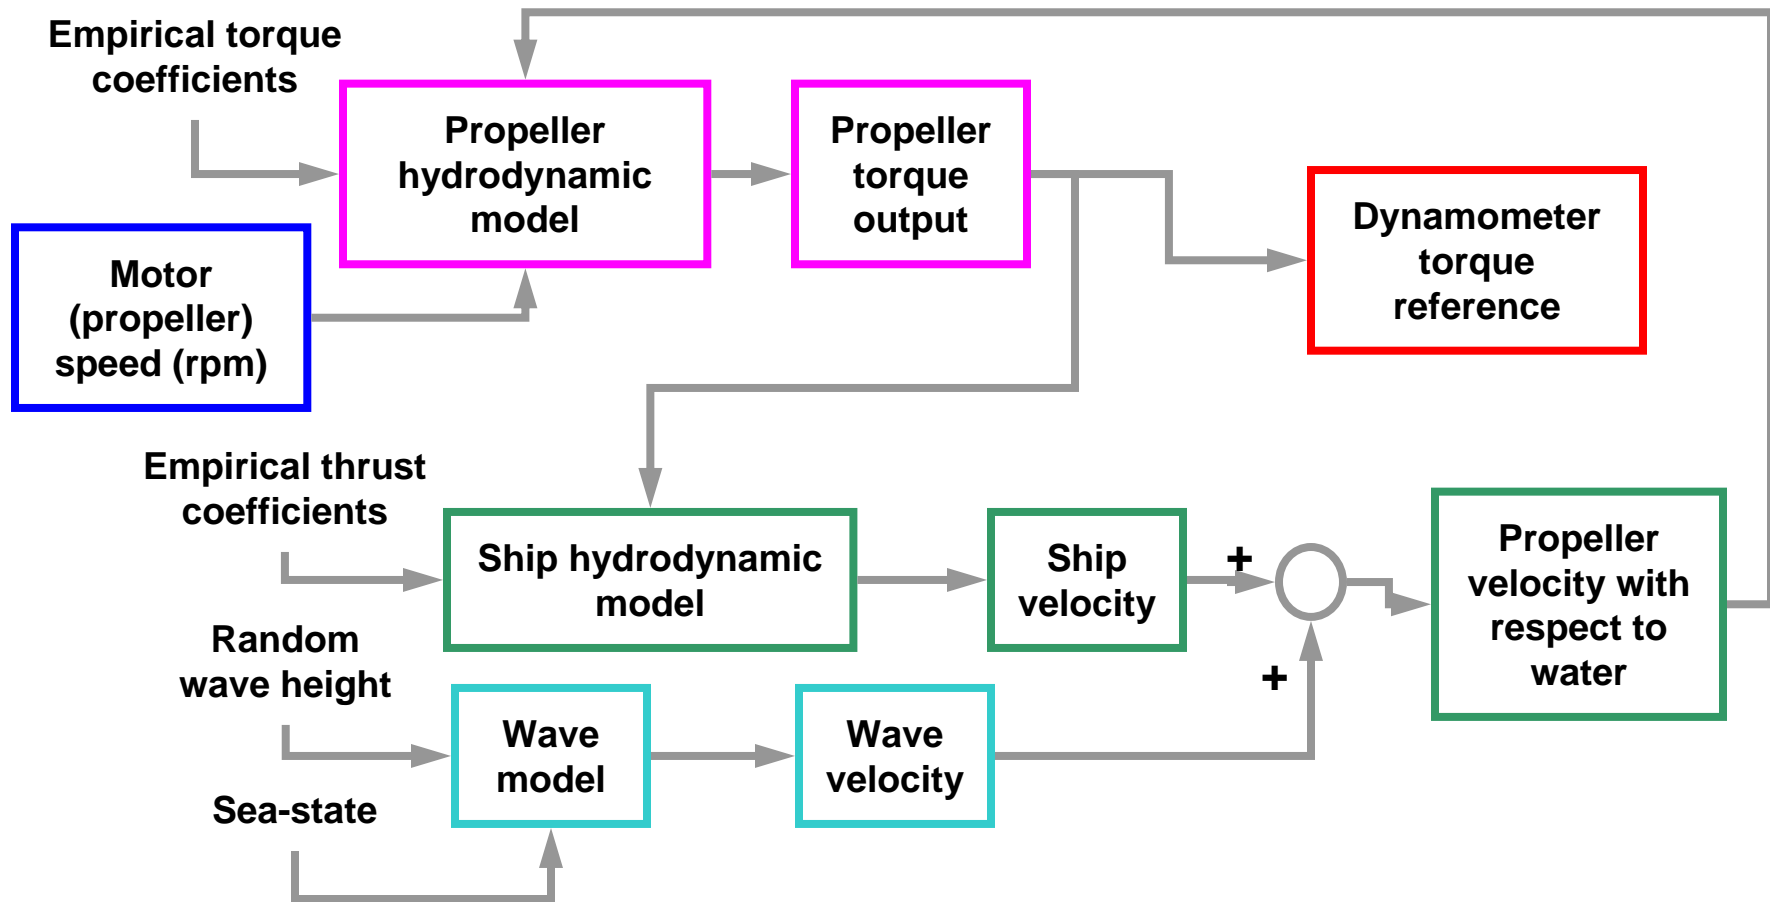 Empirical torque
coefficients
Propeller
hydrodynamic
model
Propeller
torque
output
Dynamometer
torque
reference
Motor
(propeller)
speed (rpm)
Empirical thrust
coefficients
Ship hydrodynamic
model
Ship
velocity
+
Propeller
velocity with
respect to
water
Random
wave height
+
Wave
model
Wave
velocity
Sea-state